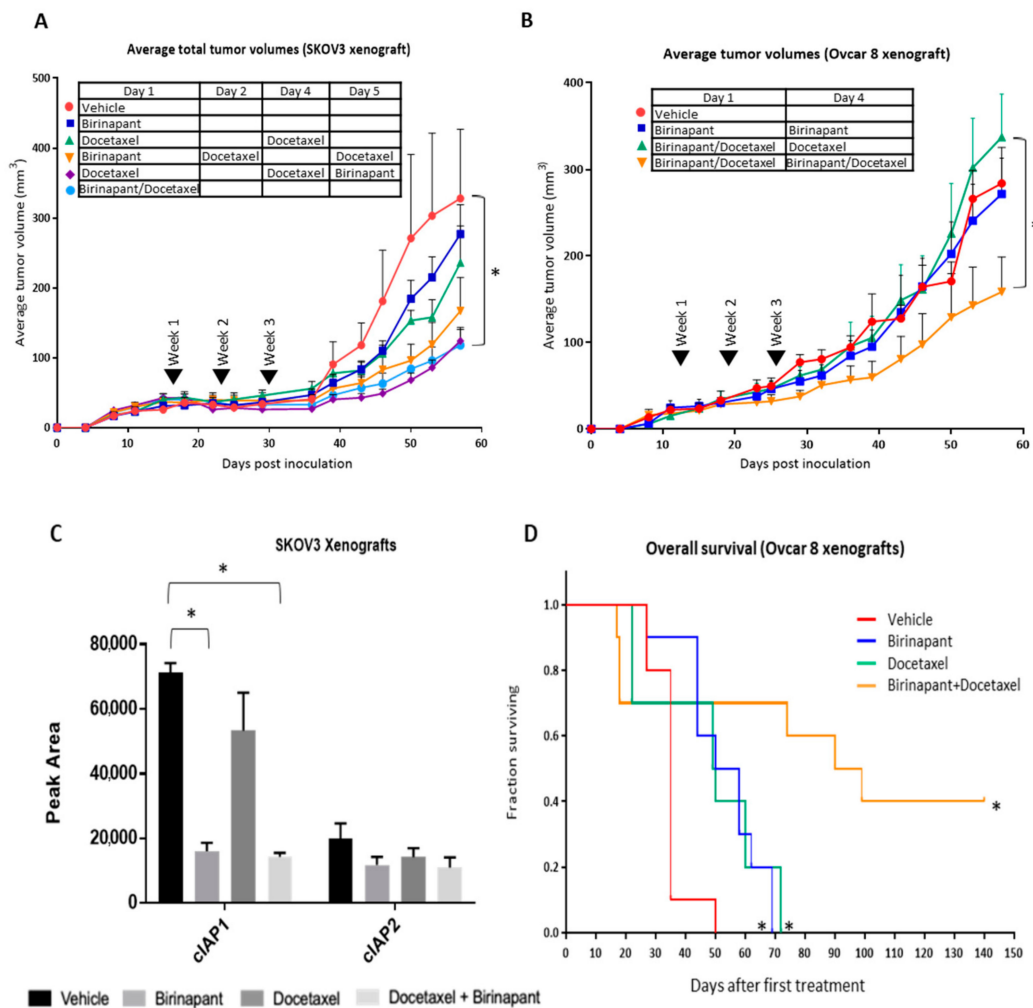 A
Average total tumor volumes (SKOV3 xenograft)
Average tumor volume (mm3)
500
400
300
200
100
0
Day 1 Day 2 Day 4 Day 5
Vehicle
Birinapant
Docetaxel Docetaxel
Birinapant Docetaxel Docetaxel
Docetaxel Docetaxel Birinapant
Birinapant/Docetaxel
Week 1
Week 2
Week 3
*
0 10 20 30 40 50 60
Days post inoculation
B
Average tumor volumes (Ovcar 8 xenograft)
Average tumor volume (mm3)
400
300
200
100
0
Day 1 Day 4
Vehicle
Birinapant Birinapant
Birinapant/Docetaxel Docetaxel
Birinapant/Docetaxel Birinapant/Docetaxel
Week 1
Week 2
Week 3
0 10 20 30 40 50 60
Days post inoculation
C
SKOV3 Xenografts
Peak Area
80,000
60,000
40,000
20,000
0
*
*
cIAP1 cIAP2
Vehicle Birinapant Docetaxel Docetaxel + Birinapant
D
Overall survival (Ovcar 8 xenografts)
Fraction surviving
1.0
0.8
0.6
0.4
0.2
0.0
Vehicle
Birinapant
Docetaxel
Birinapant+Docetaxel
*
* *
0 10 20 30 40 50 60 70 80 90 100 110 120 130 140 150
Days after first treatment